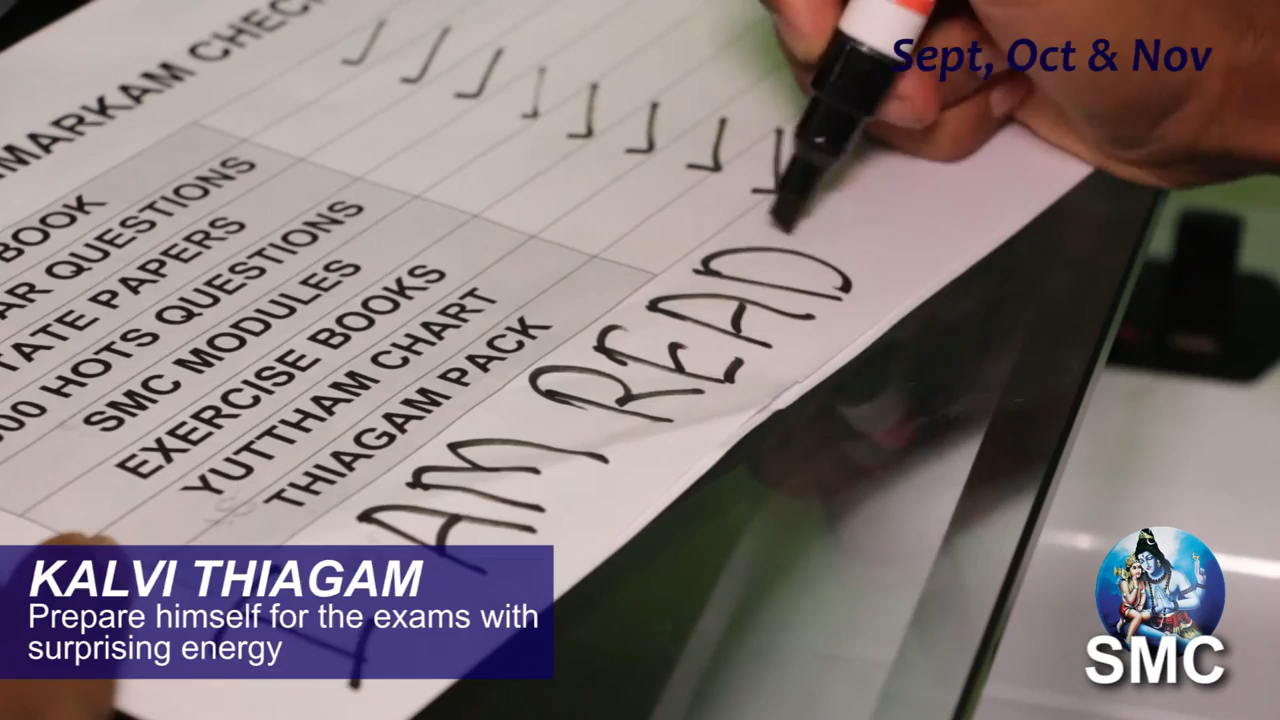 Sept, Oct & Nov
MARKAM CHEC
BOOK
AR QUESTIONS
TATE PAPERS
00 HOTS QUESTIONS
SMC MODULES
EXERCISE BOOKS
YUTTHAM CHART
THIAGAM PACK
I AM READ
KALVI THIAGAM
Prepare himself for the exams with
surprising energy
SMC